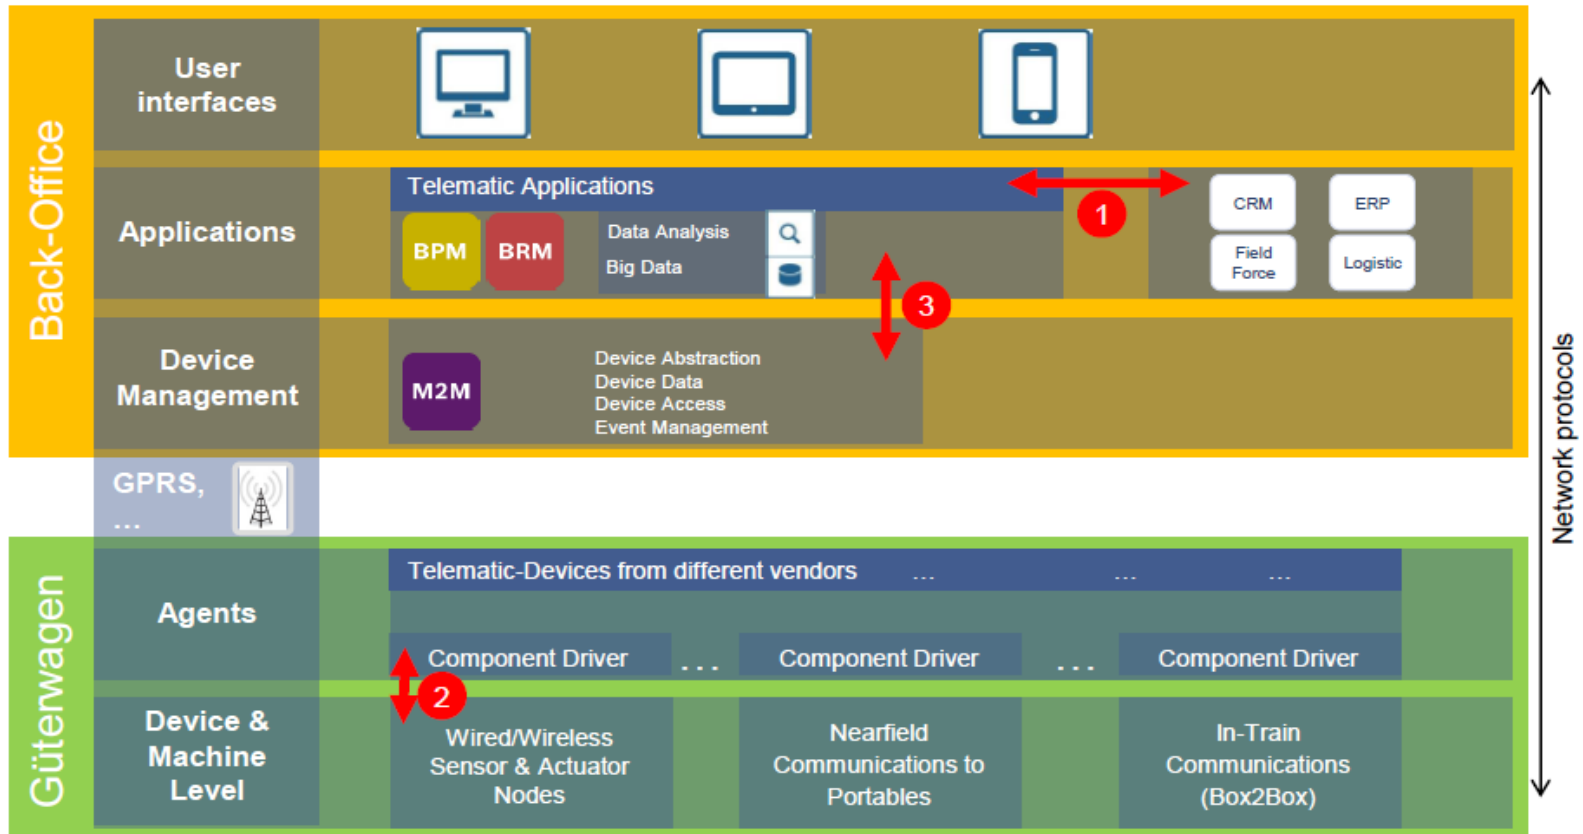 Back-Office
User
interfaces
Applications
Telematic Applications
BPM
BRM
Data Analysis
Big Data
1
CRM
ERP
Field
Force
Logistic
3
Device
Management
M2M
Device Abstraction
Device Data
Device Access
Event Management
GPRS,
...
Network protocols
Güterwagen
Agents
Telematic-Devices from different vendors ... ... ...
Component Driver ... Component Driver ... Component Driver
2
Device &
Machine
Level
Wired/Wireless
Sensor & Actuator
Nodes
Nearfield
Communications to
Portables
In-Train
Communications
(Box2Box)